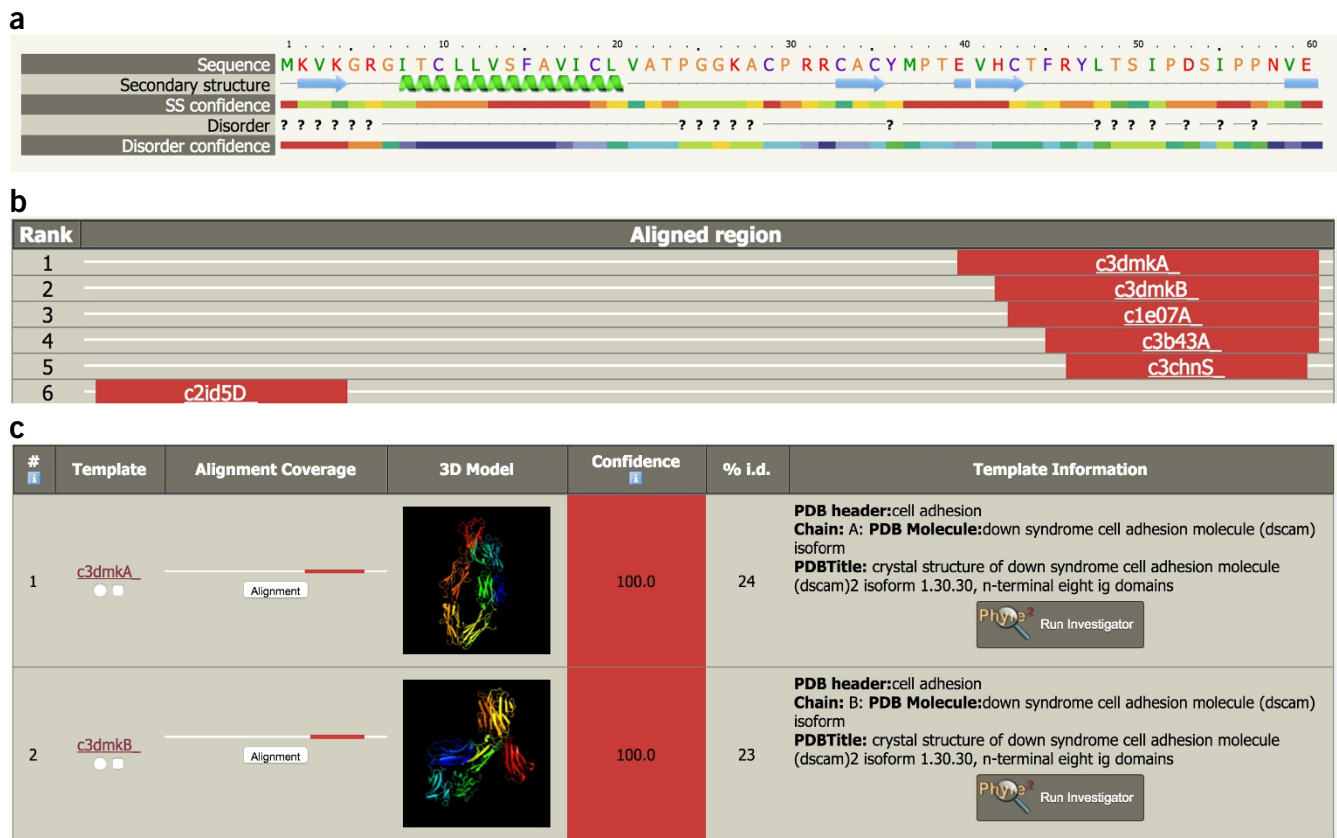 a
1 10 20 30 40 50 60
Sequence M K V K G R G I T C L L V S F A V I C L V A T P G G K A C P R R C A C Y M P T E V H C T F R Y L T S I P D S I P P N V E
Secondary structure
SS confidence
Disorder ? ? ? ? ? ? ? ? ? ? ? ? ? ? ? ? ? ? ?
Disorder confidence
b
Rank Aligned region
1 c3dmkA_
2 c3dmkB_
3 c1e07A_
4 c3b43A_
5 c3chnS_
6 c2id5D_
c
# Template Alignment Coverage 3D Model Confidence % i.d. Template Information
i i
PDB header:cell adhesion
Chain: A: PDB Molecule:down syndrome cell adhesion molecule (dscam)
isoform
PDBTitle: crystal structure of down syndrome cell adhesion molecule
(dscam)2 isoform 1.30.30, n-terminal eight ig domains
1 c3dmkA_ Alignment 100.0 24
Phyre2 Run Investigator
PDB header:cell adhesion
Chain: B: PDB Molecule:down syndrome cell adhesion molecule (dscam)
isoform
PDBTitle: crystal structure of down syndrome cell adhesion molecule
(dscam)2 isoform 1.30.30, n-terminal eight ig domains
2 c3dmkB_ Alignment 100.0 23
Phyre2 Run Investigator